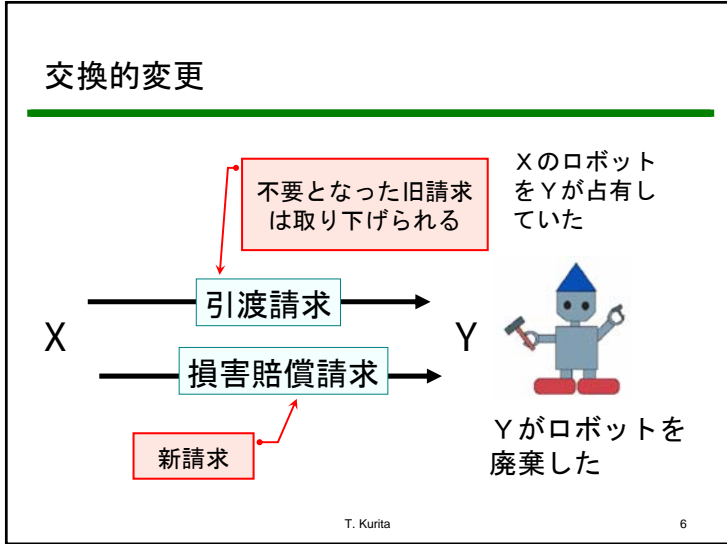 交換的変更
不要となった旧請求
は取り下げられる
Xのロボット
をYが占有し
ていた
引渡請求
X
Y
損害賠償請求
新請求
Yがロボットを
廃棄した
T. Kurita
6